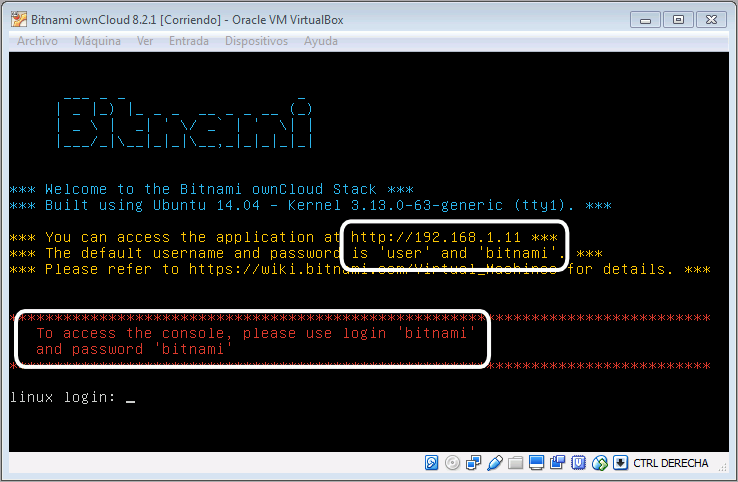 Bitnami ownCloud 8.2.1 [Corriendo] - Oracle VM VirtualBox
Archivo Máquina Ver Entrada Dispositivos Ayuda
Bitnami
*** Welcome to the Bitnami ownCloud Stack ***
*** Built using Ubuntu 14.04 - Kernel 3.13.0-63-generic (tty1). ***
*** You can access the application at http://192.168.1.11 ***
*** The default username and password is 'user' and 'bitnami'. ***
*** Please refer to https://wiki.bitnami.com/Virtual_Machines for details. ***
To access the console, please use login 'bitnami'
and password 'bitnami'
linux login: _
CTRL DERECHA